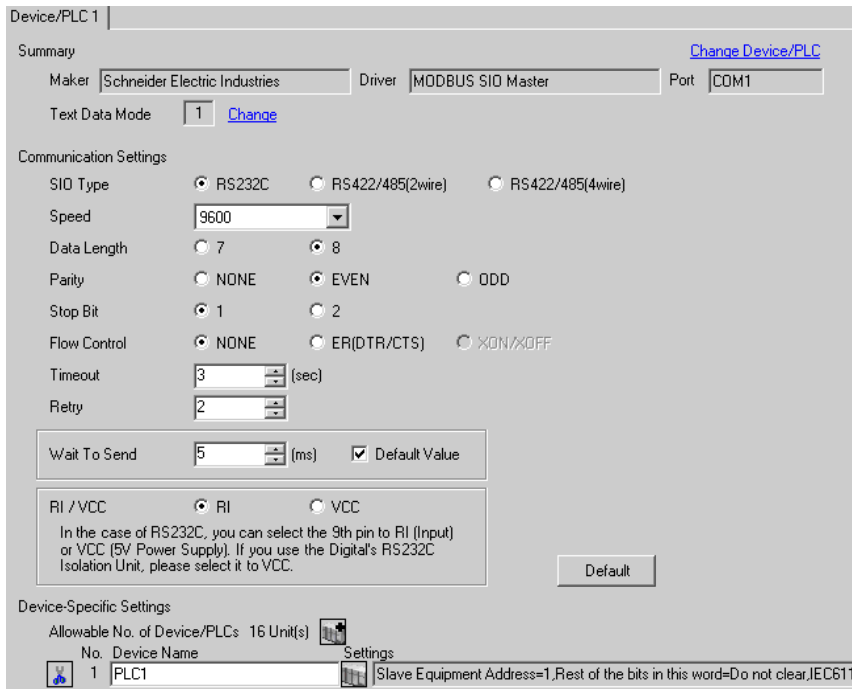 Device/PLC 1
Summary
Change Device/PLC
Maker Schneider Electric Industries Driver MODBUS SIO Master Port COM1
Text Data Mode 1 Change
Communication Settings
SIO Type RS232C RS422/485(2wire) RS422/485(4wire)
Speed 9600
Data Length 7 8
Parity NONE EVEN ODD
Stop Bit 1 2
Flow Control NONE ER(DTR/CTS) XON/XOFF
Timeout 3 (sec)
Retry 2
Wait To Send 5 (ms) Default Value
RI / VCC RI VCC
In the case of RS232C, you can select the 9th pin to RI (Input)
or VCC (5V Power Supply). If you use the Digital's RS232C
Isolation Unit, please select it to VCC.
Default
Device-Specific Settings
Allowable No. of Device/PLCs 16 Unit(s)
No. Device Name Settings
1 PLC1 Slave Equipment Address=1,Rest of the bits in this word=Do not clear,IEC611